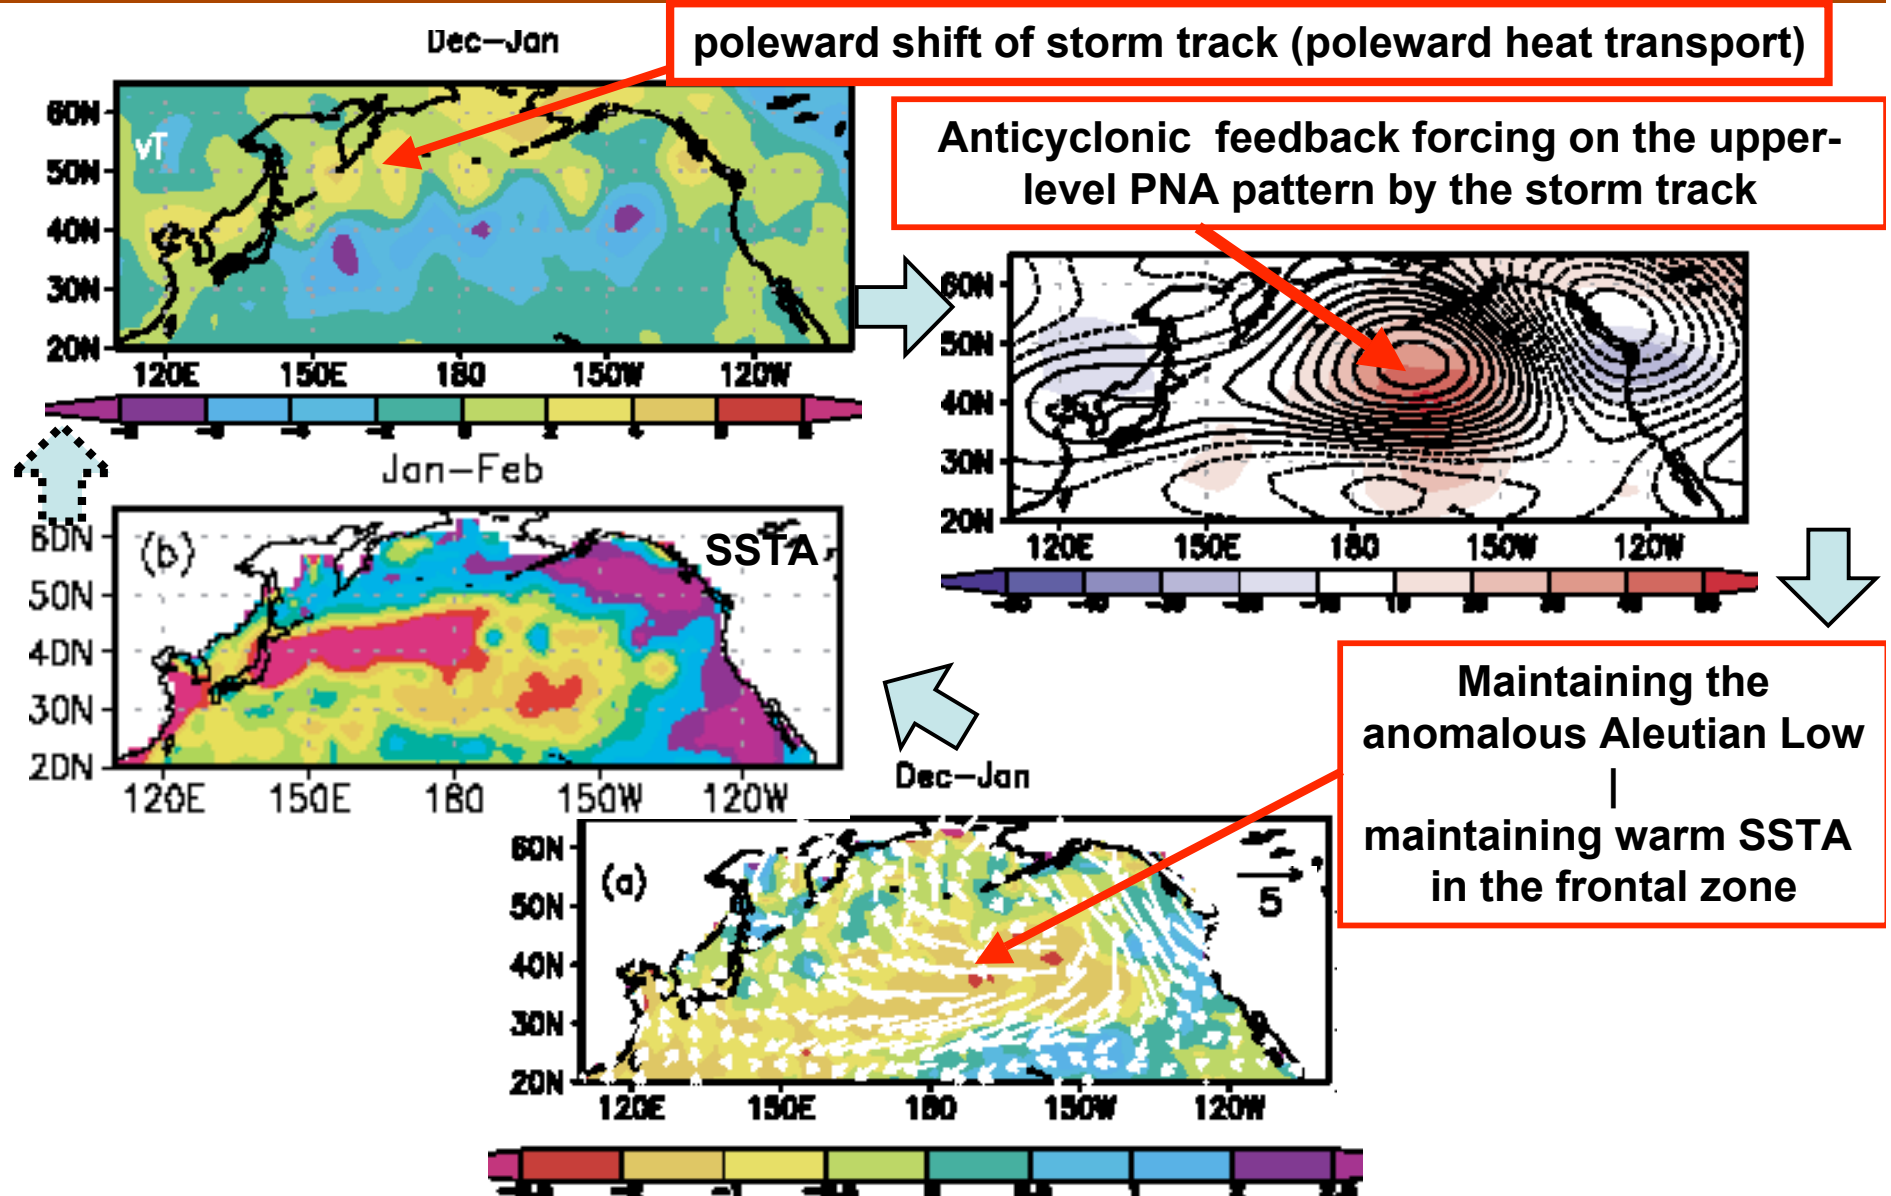 Dec-Jan
poleward shift of storm track (poleward heat transport)
Anticyclonic feedback forcing on the upper-
level PNA pattern by the storm track
vT
60N
50N
40N
30N
20N
120E 150E 180 150W 120W
60N
50N
40N
30N
20N
120E 150E 180 150W 120W
Jan-Feb
(b)
SSTA
60N
50N
40N
30N
20N
120E 150E 180 150W 120W
Maintaining the
anomalous Aleutian Low
|
maintaining warm SSTA
in the frontal zone
Dec-Jan
(a)
5
60N
50N
40N
30N
20N
120E 150E 180 150W 120W